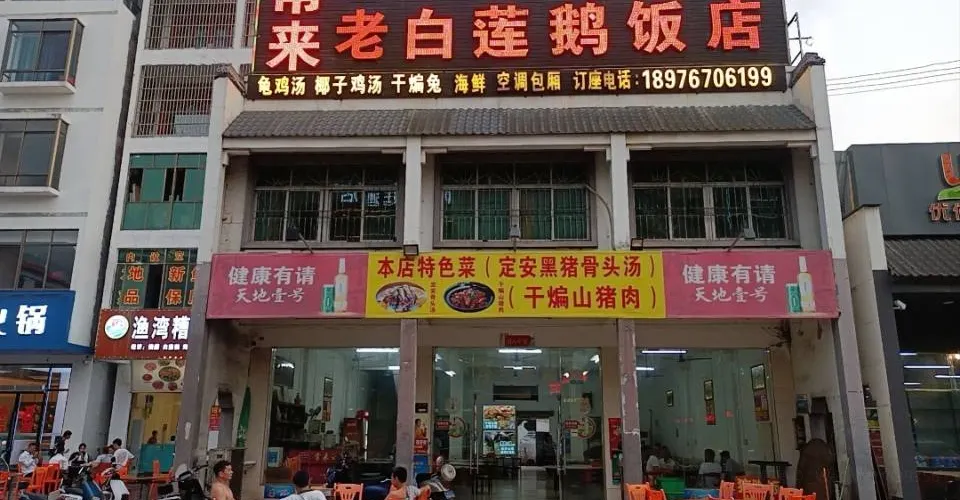 常来
老白莲鹅饭店
龟鸡汤 椰子鸡汤 干煸兔 海鲜 空调包厢 订座电话:18976706199
健康有请
天地壹号
本店特色菜(定安黑猪骨头汤)
(干煸山猪肉)
健康有请
天地壹号
锅
渔湾糟